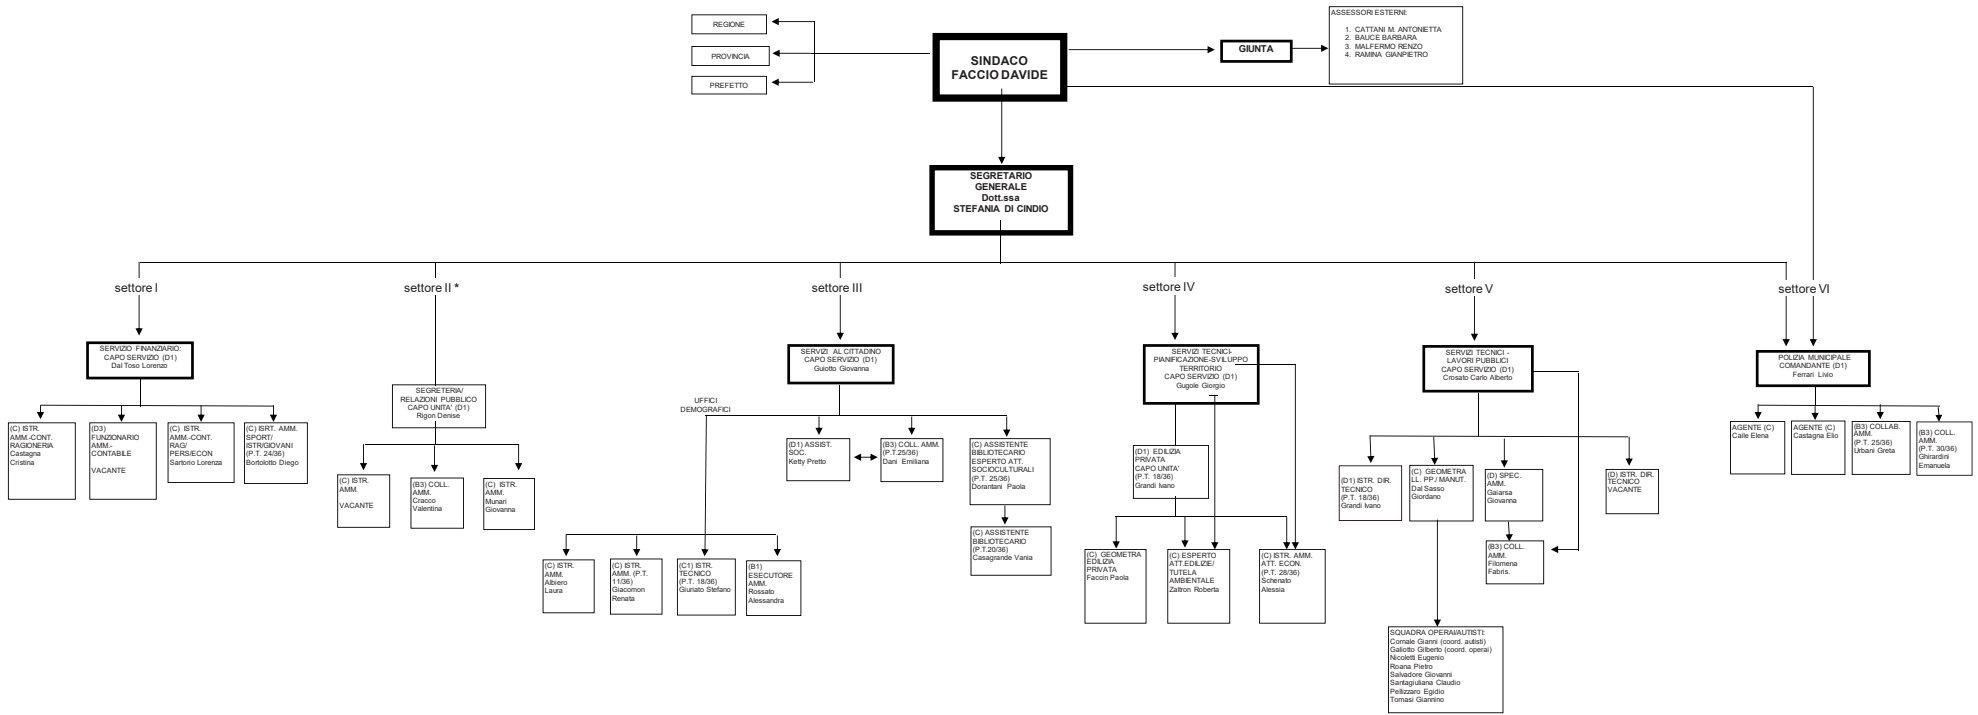 REGIONE
PROVINCIA
PREFETTO
SINDACO
FACCIO DAVIDE
GIUNTA
ASSESSORI ESTERNI:
1. CATTANI M. ANTONIETTA
2. BAUCE BARBARA
3. MALFERMO RENZO
4. RAMINA GIANPIETRO
SEGRETARIO
GENERALE
Dott.ssa
STEFANIA DI CINDIO
settore I
settore II *
settore III
settore IV
settore V
settore VI
SERVIZIO FINANZIARIO:
CAPO SERVIZIO (D1)
Dal Toso Lorenzo
(C) ISTR.
AMM.-CONT.
RAGIONERIA
Castagna
Cristina
(D3)
FUNZIONARIO
AMM.-
CONTABILE
VACANTE
(C) ISTR.
AMM.-CONT.
RAG/
PERS/ECON
Sartorio Lorenza
(C) ISRT. AMM.
SPORT/
ISTR/GIOVANI
(P.T. 24/36)
Bortolotto Diego
SEGRETERIA/
RELAZIONI PUBBLICO
CAPO UNITA' (D1)
Rigon Denise
(C) ISTR.
AMM.
VACANTE
(B3) COLL.
AMM.
Cracco
Valentina
(C) ISTR.
AMM.
Munari
Giovanna
SERVIZI AL CITTADINO
CAPO SERVIZIO (D1)
Guiotto Giovanna
UFFICI
DEMOGRAFICI
(D1) ASSIST.
SOC.
Ketty Pretto
(B3) COLL. AMM.
(P.T.25/36)
Dani Emiliana
(C) ASSISTENTE
BIBLIOTECARIO
ESPERTO ATT.
SOCIOCULTURALI
(P.T. 25/36)
Dorantani Paola
(C) ASSISTENTE
BIBLIOTECARIO
(P.T.20/36)
Casagrande Vania
(C) ISTR.
AMM.
Albiero
Laura
(C) ISTR.
AMM. (P.T.
11/36)
Giacomon
Renata
(C1) ISTR.
TECNICO
(P.T. 18/36)
Giuriato Stefano
(B1)
ESECUTORE
AMM.
Rossato
Alessandra
SERVIZI TECNICI-
PIANIFICAZIONE-SVILUPPO
TERRITORIO
CAPO SERVIZIO (D1)
Gugole Giorgio
(D1) EDILIZIA
PRIVATA
CAPO UNITA'
(P.T. 18/36)
Grandi Ivano
(C) GEOMETRA
EDILIZIA
PRIVATA
Faccin Paola
(C) ESPERTO
ATT.EDILIZIE/
TUTELA
AMBIENTALE
Zaltron Roberta
(C) ISTR. AMM.
ATT. ECON.
(P.T. 28/36)
Schenato
Alessia
SERVIZI TECNICI -
LAVORI PUBBLICI
CAPO SERVIZIO (D1)
Crosato Carlo Alberto
(D1) ISTR. DIR.
TECNICO
(P.T. 18/36)
Grandi Ivano
(C) GEOMETRA
LL. PP./ MANUT.
Dal Sasso
Giordano
(D) SPEC.
AMM.
Gaiarsa
Giovanna
(D) ISTR. DIR.
TECNICO
VACANTE
(B3) COLL.
AMM.
Filomena
Fabris.
SQUADRA OPERAI/AUTISTI:
Cornale Gianni (coord. autisti)
Galiotto Gilberto (coord. operai)
Nicoletti Eugenio
Roana Pietro
Salvadore Giovanni
Santagiuliana Claudio
Pellizzaro Egidio
Tomasi Giannino
POLIZIA MUNICIPALE
COMANDANTE (D1)
Ferrari Livio
AGENTE (C)
Caile Elena
AGENTE (C)
Castagna Elio
(B3) COLLAB.
AMM.
(P.T. 25/36)
Urbani Greta
(B3) COLL.
AMM.
(P.T. 30/36)
Ghirardini
Emanuela